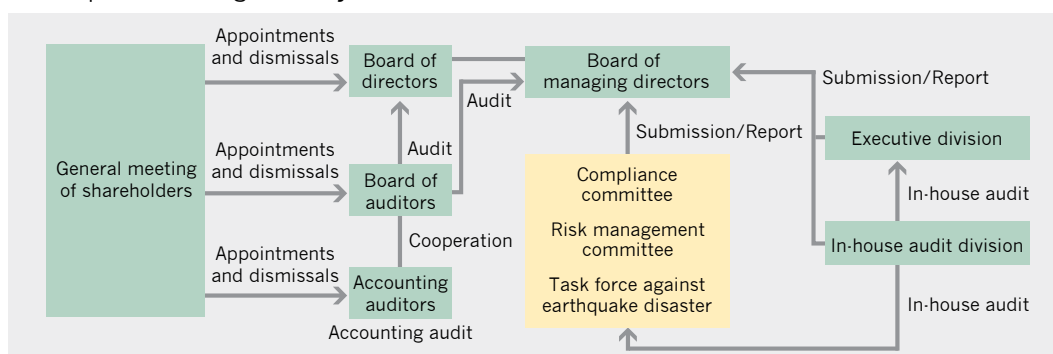 Appointments
and dismissals
Board of
directors
Board of
managing directors
Submission/Report
Audit
Submission/Report
Executive division
General meeting
of shareholders
Appointments
and dismissals
Audit
Board of
auditors
Compliance
committee
In-house audit
Risk management
committee
Cooperation
In-house audit division
Appointments
and dismissals
Accounting
auditors
Task force against
earthquake disaster
In-house audit
Accounting audit